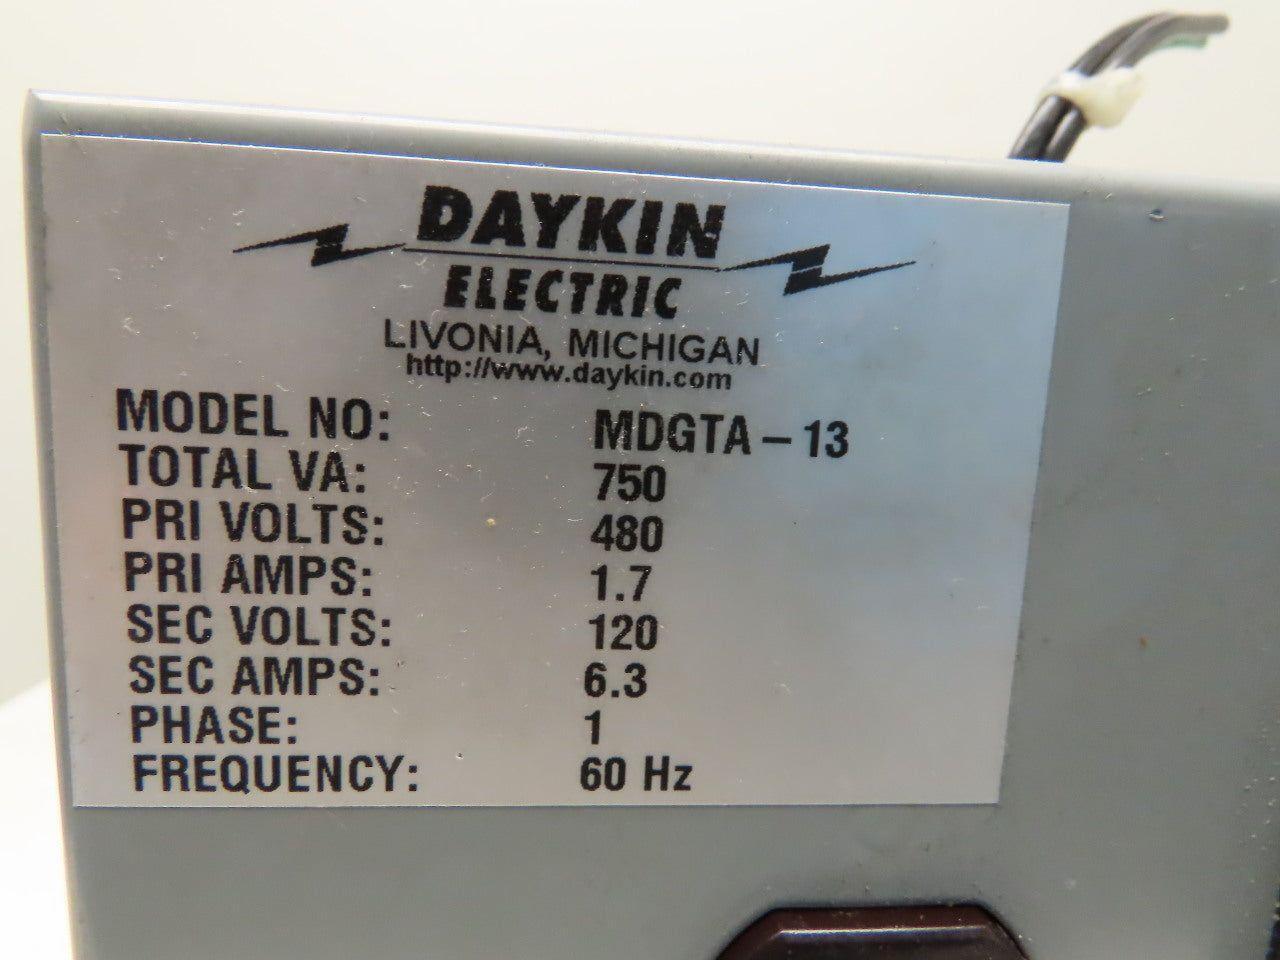 DAYKIN
ELECTRIC
LIVONIA, MICHIGAN
http://www.daykin.com
MODEL NO: MDGTA – 13
TOTAL VA: 750
PRI VOLTS: 480
PRI AMPS: 1.7
SEC VOLTS: 120
SEC AMPS: 6.3
PHASE: 1
FREQUENCY: 60 Hz